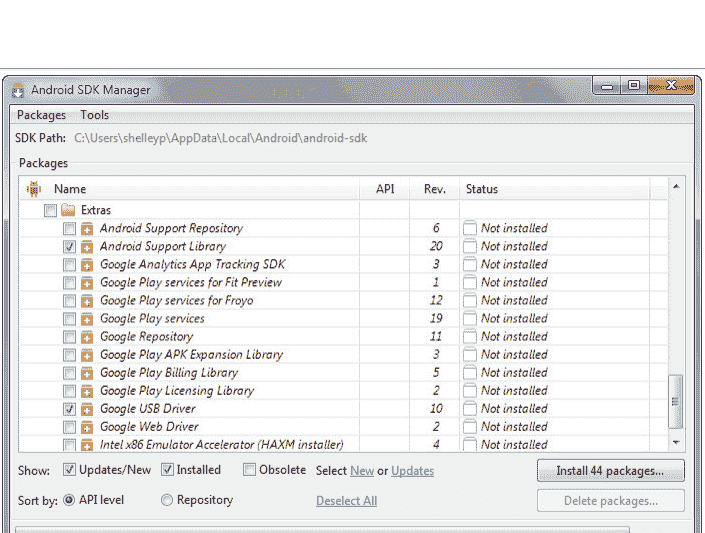 Android SDK Manager
Packages Tools
SDK Path: C:\Users\shelleyp\AppData\Local\Android\android-sdk
Packages
Name API Rev. Status
Extras
Android Support Repository 6 Not installed
Android Support Library 20 Not installed
Google Analytics App Tracking SDK 3 Not installed
Google Play services for Fit Preview 1 Not installed
Google Play services for Froyo 12 Not installed
Google Play services 19 Not installed
Google Repository 11 Not installed
Google Play APK Expansion Library 3 Not installed
Google Play Billing Library 5 Not installed
Google Play Licensing Library 2 Not installed
Google USB Driver 10 Not installed
Google Web Driver 2 Not installed
Intel x86 Emulator Accelerator (HAXM installer) 4 Not installed
Show: Updates/New Installed Obsolete Select New or Updates Install 44 packages...
Sort by: API level Repository Deselect All Delete packages...